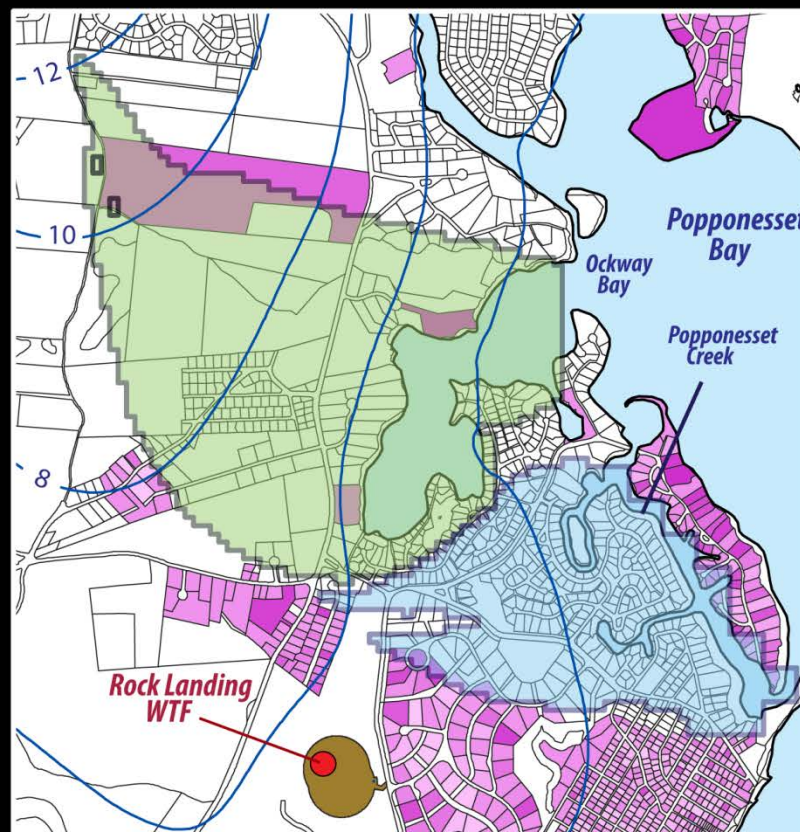 12
10
8
Popponesset
Bay
Ockway
Bay
Popponesset
Creek
Rock Landing
WTF